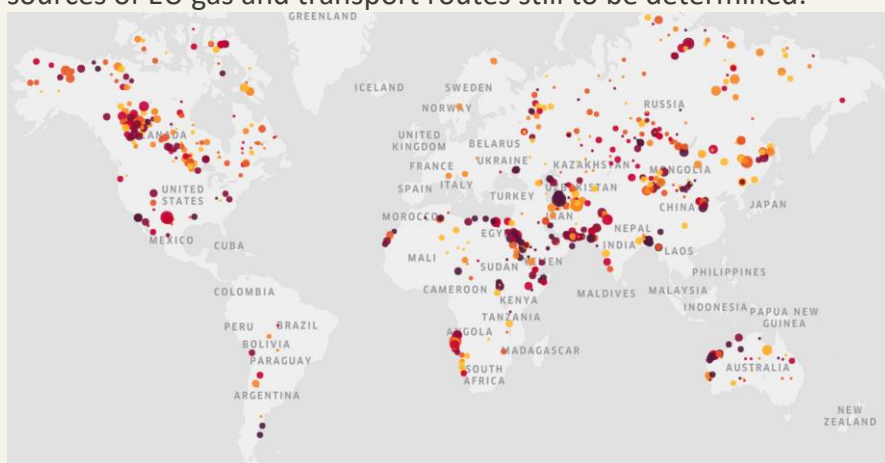 sources of EU gas and transport routes still to be determined.
GREENLAND
ICELAND
SWEDEN
NORWAY
RUSSIA
CANADA
UNITED KINGDOM
BELARUS
UKRAINE
FRANCE
KAZAKHSTAN
MONGOLIA
SPAIN
ITALY
UZBEKISTAN
UNITED STATES
TURKEY
CHINA
JAPAN
MOROCCO
IRAN
NEPAL
MEXICO
CUBA
EGYPT
INDIA
LAOS
MALI
SUDAN
YEMEN
PHILIPPINES
COLOMBIA
CAMEROON
KENYA
MALDIVES
MALAYSIA
INDONESIA
PAPUA NEW GUINEA
PERU
BRAZIL
TANZANIA
ANGOLA
BOLIVIA
MADAGASCAR
PARAGUAY
SOUTH AFRICA
AUSTRALIA
ARGENTINA
NEW ZEALAND